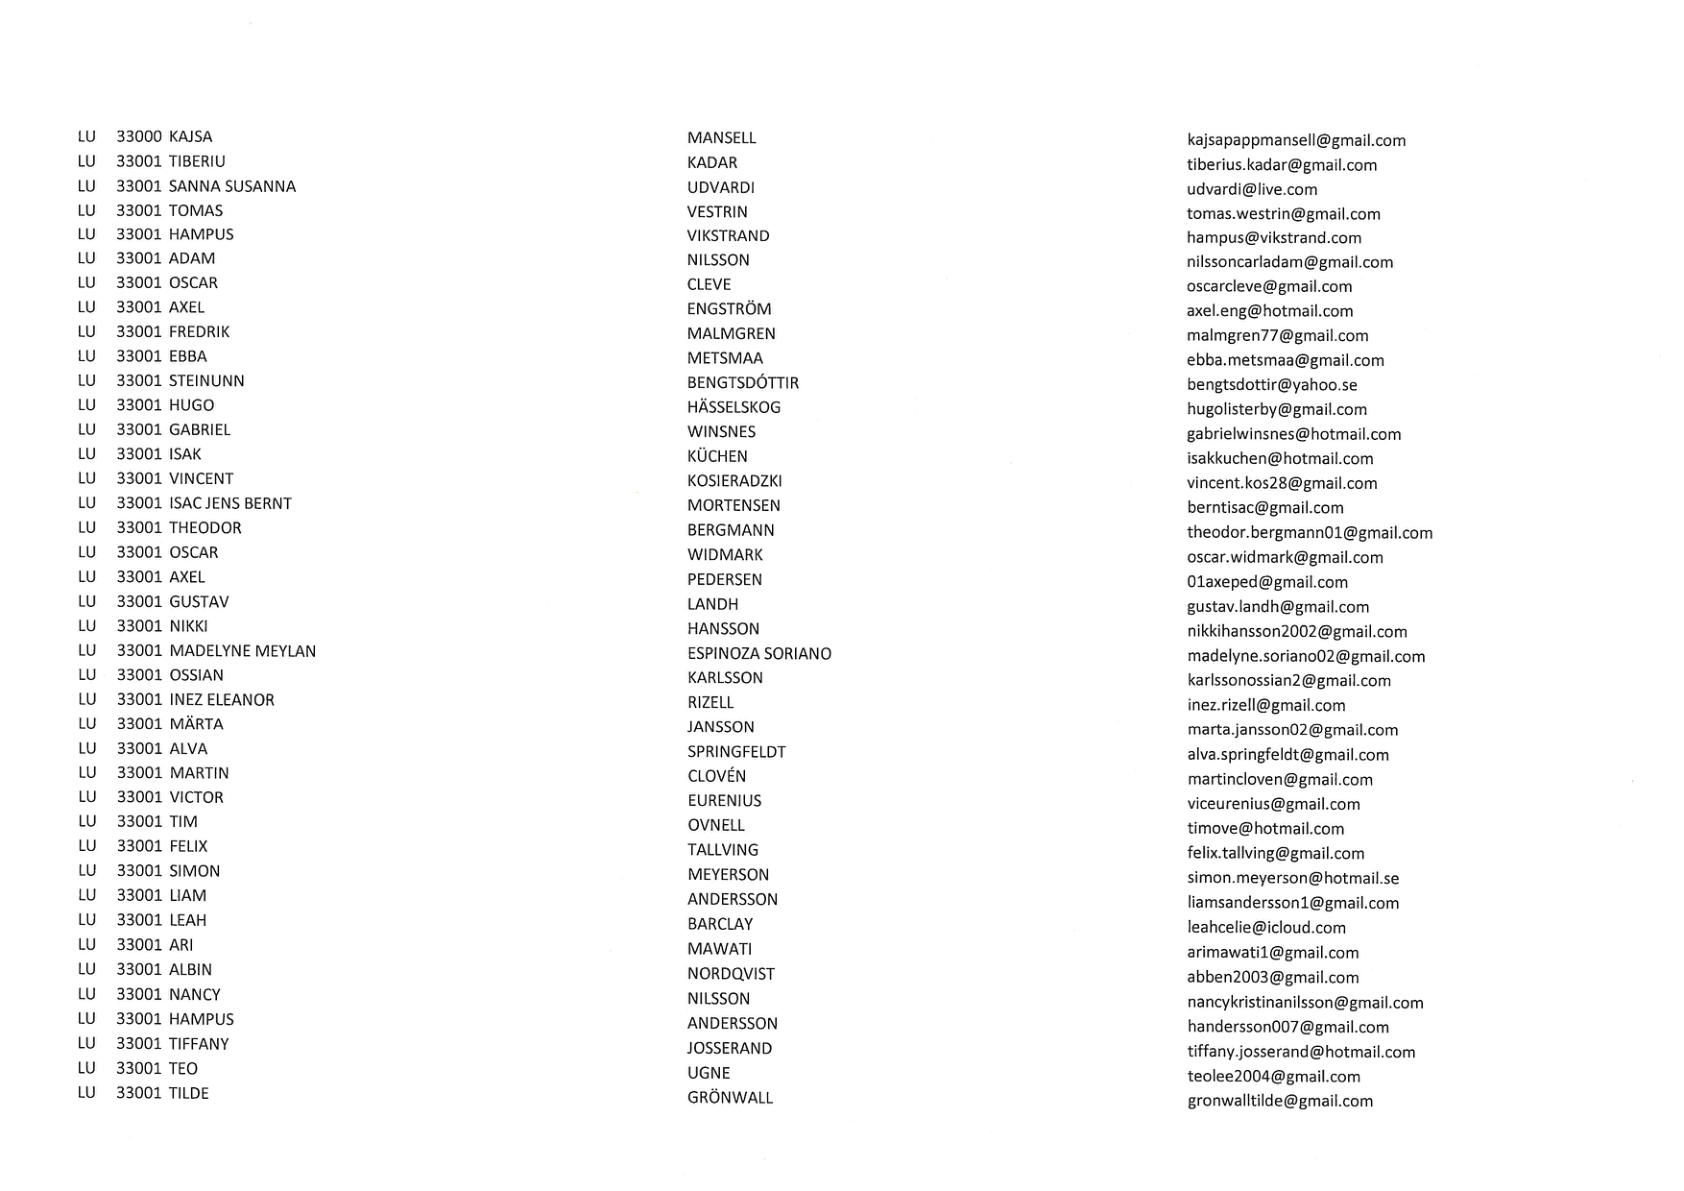 LU 33000 KAJSA MANSELL kajsapappmansell@gmail.com
LU 33001 TIBERIU KADAR tiberius.kadar@gmail.com
LU 33001 SANNA SUSANNA UDVARDI udvardi@live.com
LU 33001 TOMAS VESTRIN tomas.westrin@gmail.com
LU 33001 HAMPUS VIKSTRAND hampus@vikstrand.com
LU 33001 ADAM NILSSON nilssoncarladam@gmail.com
LU 33001 OSCAR CLEVE oscarcleve@gmail.com
LU 33001 AXEL ENGSTRÖM axel.eng@hotmail.com
LU 33001 FREDRIK MALMGREN malmgren77@gmail.com
LU 33001 EBBA METSMAA ebba.metsmaa@gmail.com
LU 33001 STEINUNN BENGTSDÓTTIR bengtsdottir@yahoo.se
LU 33001 HUGO HÄSSELSKOG hugolisterby@gmail.com
LU 33001 GABRIEL WINSNES gabrielwinsnes@hotmail.com
LU 33001 ISAK KÜCHEN isakkuchen@hotmail.com
LU 33001 VINCENT KOSIERADZKI vincent.kos28@gmail.com
LU 33001 ISAC JENS BERNT MORTENSEN berntisac@gmail.com
LU 33001 THEODOR BERGMANN theodor.bergmann01@gmail.com
LU 33001 OSCAR WIDMARK oscar.widmark@gmail.com
LU 33001 AXEL PEDERSEN 01axeped@gmail.com
LU 33001 GUSTAV LANDH gustav.landh@gmail.com
LU 33001 NIKKI HANSSON nikkihansson2002@gmail.com
LU 33001 MADELYNE MEYLAN ESPINOZA SORIANO madelyne.soriano02@gmail.com
LU 33001 OSSIAN KARLSSON karlssonossian2@gmail.com
LU 33001 INEZ ELEANOR RIZELL inez.rizell@gmail.com
LU 33001 MÄRTA JANSSON marta.jansson02@gmail.com
LU 33001 ALVA SPRINGFELDT alva.springfeldt@gmail.com
LU 33001 MARTIN CLOVÉN martincloven@gmail.com
LU 33001 VICTOR EURENIUS viceurenius@gmail.com
LU 33001 TIM OVNELL timove@hotmail.com
LU 33001 FELIX TALLVING felix.tallving@gmail.com
LU 33001 SIMON MEYERSON simon.meyerson@hotmail.se
LU 33001 LIAM ANDERSSON liamsandersson1@gmail.com
LU 33001 LEAH BARCLAY leahcelie@icloud.com
LU 33001 ARI MAWATI arimawati1@gmail.com
LU 33001 ALBIN NORDQVIST abben2003@gmail.com
LU 33001 NANCY NILSSON nancykristinanilsson@gmail.com
LU 33001 HAMPUS ANDERSSON handersson007@gmail.com
LU 33001 TIFFANY JOSSERAND tiffany.josserand@hotmail.com
LU 33001 TEO UGNE teolee2004@gmail.com
LU 33001 TILDE GRÖNWALL gronwalltilde@gmail.com